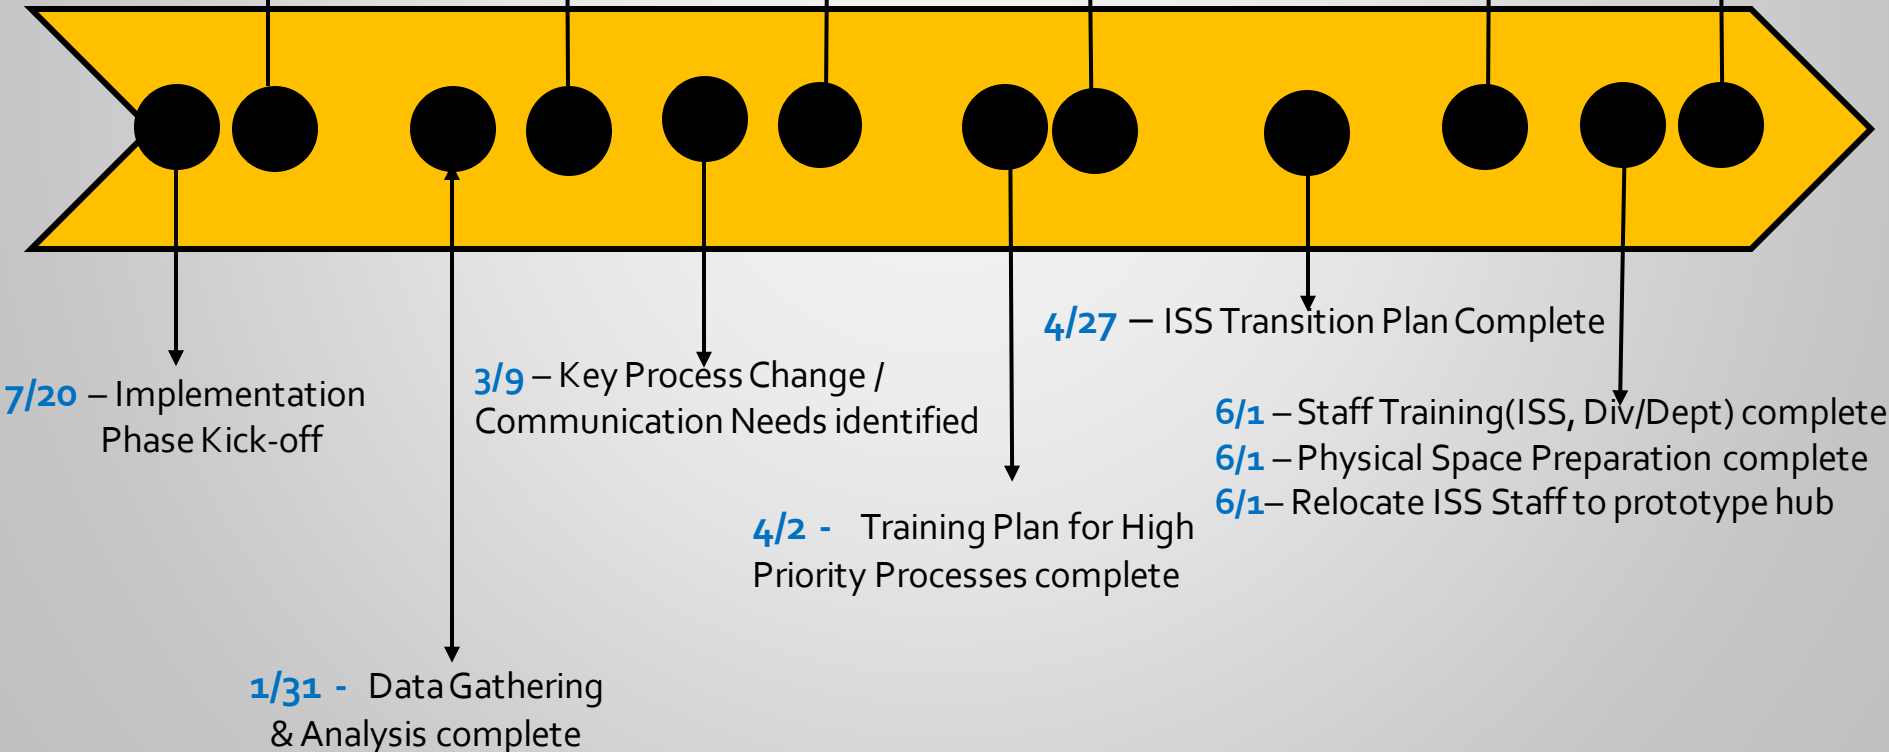 4/27 – ISS Transition Plan Complete
7/20 – Implementation
Phase Kick-off
3/9 – Key Process Change /
Communication Needs identified
6/1 – Staff Training(ISS, Div/Dept) complete
6/1 – Physical Space Preparation complete
6/1– Relocate ISS Staff to prototype hub
4/2 - Training Plan for High
Priority Processes complete
1/31 - Data Gathering
& Analysis complete